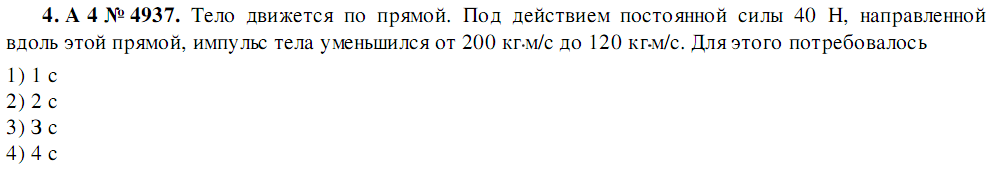 4. А 4 № 4937. Тело движется по прямой. Под действием постоянной силы 40 Н, направленной
вдоль этой прямой, импульс тела уменьшился от 200 кг·м/с до 120 кг·м/с. Для этого потребовалось
1) 1 с
2) 2 с
3) 3 с
4) 4 с